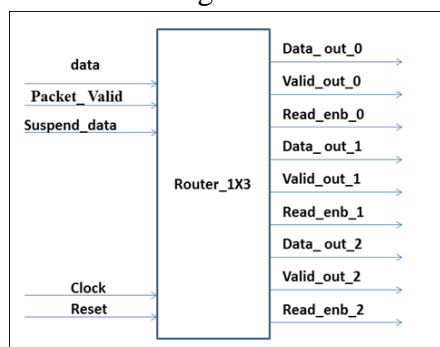 data
Packet_ Valid
Suspend_data
Clock
Reset
Router_1X3
Data_ out_0
Valid_out_0
Read_enb_0
Data_ out_1
Valid_out_1
Read_enb_1
Data_ out_2
Valid_out_2
Read_enb_2